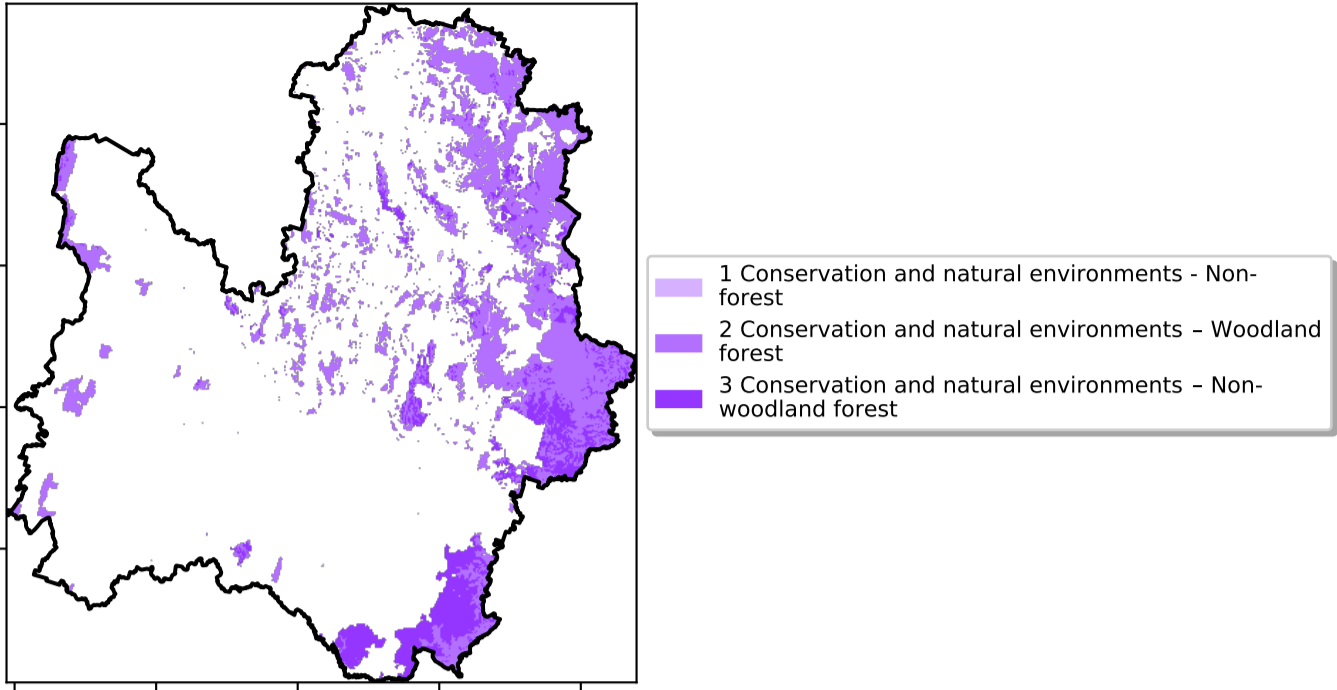 1 Conservation and natural environments - Non-
forest
2 Conservation and natural environments – Woodland
forest
3 Conservation and natural environments – Non-
woodland forest